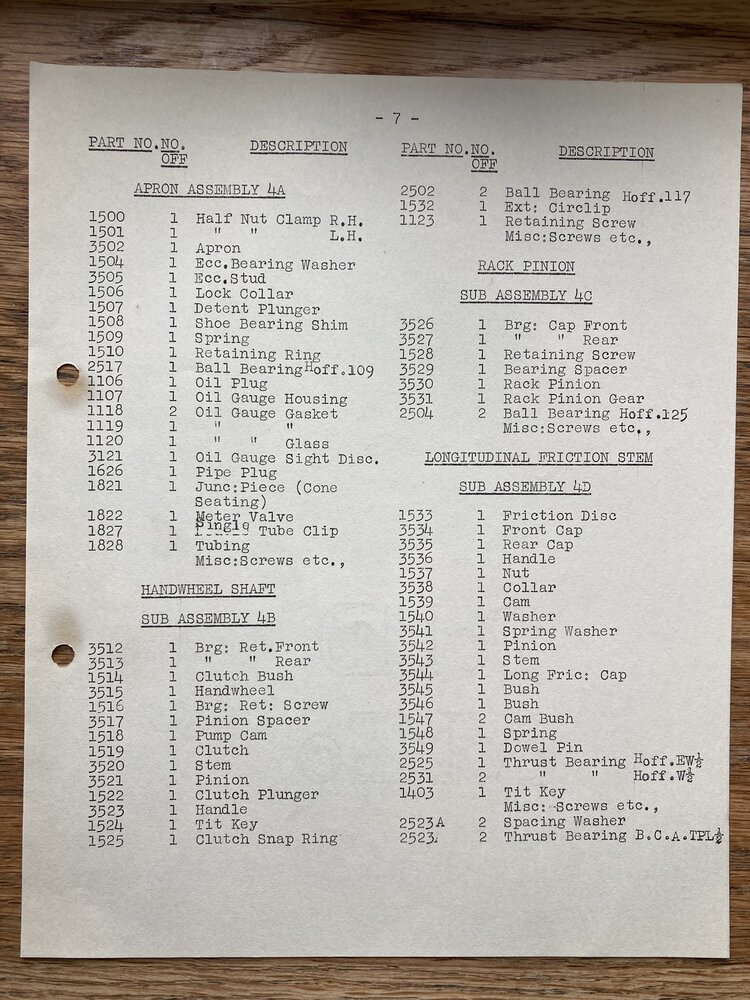 - 7 -
PART NO. NO. OFF DESCRIPTION
APRON ASSEMBLY 4A
1500 1 Half Nut Clamp R.H.
1501 1 " " L.H.
3502 1 Apron
1504 1 Ecc.Bearing Washer
3505 1 Ecc.Stud
1506 1 Lock Collar
1507 1 Detent Plunger
1508 1 Shoe Bearing Shim
1509 1 Spring
1510 1 Retaining Ring
2517 1 Ball Bearing Hoff.109
1106 1 Oil Plug
1107 1 Oil Gauge Housing
1118 2 Oil Gauge Gasket
1119 1 " "
1120 1 " " Glass
3121 1 Oil Gauge Sight Disc.
1626 1 Pipe Plug
1821 1 Junc:Piece (Cone
Seating)
1822 1 Meter Valve
1827 1 Single Tube Clip
1828 1 Tubing
Misc:Screws etc.,
HANDWHEEL SHAFT
SUB ASSEMBLY 4B
3512 1 Brg: Ret.Front
3513 1 " " Rear
1514 1 Clutch Bush
3515 1 Handwheel
1516 1 Brg: Ret: Screw
3517 1 Pinion Spacer
1518 1 Pump Cam
1519 1 Clutch
3520 1 Stem
3521 1 Pinion
1522 1 Clutch Plunger
3523 1 Handle
1524 1 Tit Key
1525 1 Clutch Snap Ring
PART NO. NO. OFF DESCRIPTION
2502 2 Ball Bearing Hoff.117
1532 1 Ext: Circlip
1123 1 Retaining Screw
Misc:Screws etc.,
RACK PINION
SUB ASSEMBLY 4C
3526 1 Brg: Cap Front
3527 1 " " Rear
1528 1 Retaining Screw
3529 1 Bearing Spacer
3530 1 Rack Pinion
3531 1 Rack Pinion Gear
2504 2 Ball Bearing Hoff.125
Misc:Screws etc.,
LONGITUDINAL FRICTION STEM
SUB ASSEMBLY 4D
1533 1 Friction Disc
3534 1 Front Cap
3535 1 Rear Cap
3536 1 Handle
1537 1 Nut
3538 1 Collar
1539 1 Cam
1540 1 Washer
3541 1 Spring Washer
3542 1 Pinion
3543 1 Stem
3544 1 Long Fric: Cap
3545 1 Bush
3546 1 Bush
1547 2 Cam Bush
1548 1 Spring
3549 1 Dowel Pin
2525 1 Thrust Bearing Hoff.EW½
2531 2 " " Hoff.W½
1403 1 Tit Key
Misc: Screws etc.,
2523A 2 Spacing Washer
2523 2 Thrust Bearing B.C.A.TPL½